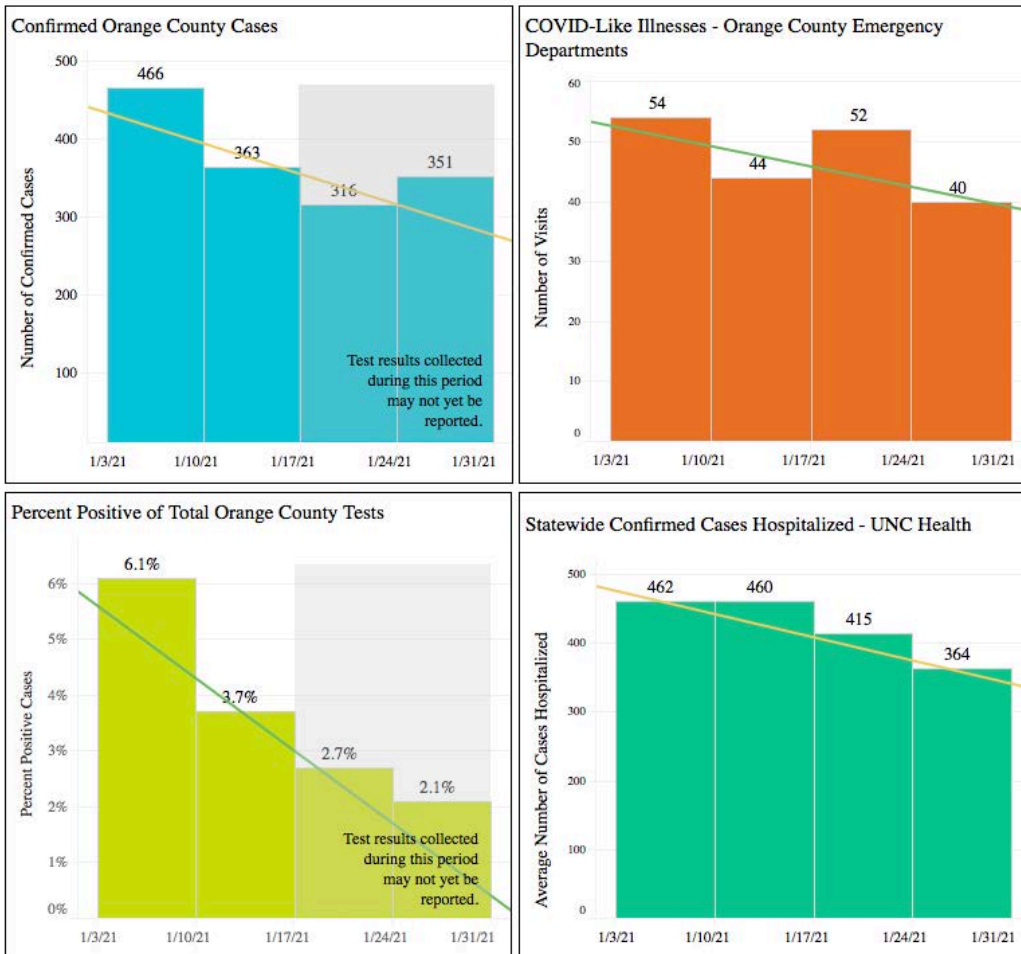 Confirmed Orange County Cases
Number of Confirmed Cases
500
400
300
200
100
466
363
316
351
Test results collected
during this period
may not yet be
reported.
1/3/21 1/10/21 1/17/21 1/24/21 1/31/21
COVID-Like Illnesses - Orange County Emergency
Departments
Number of Visits
60
50
40
30
20
10
0
54
44
52
40
1/3/21 1/10/21 1/17/21 1/24/21 1/31/21
Percent Positive of Total Orange County Tests
Percent Positive Cases
6%
5%
4%
3%
2%
1%
0%
6.1%
3.7%
2.7%
2.1%
Test results collected
during this period
may not yet be
reported.
1/3/21 1/10/21 1/17/21 1/24/21 1/31/21
Statewide Confirmed Cases Hospitalized - UNC Health
Average Number of Cases Hospitalized
500
400
300
200
100
0
462
460
415
364
1/3/21 1/10/21 1/17/21 1/24/21 1/31/21